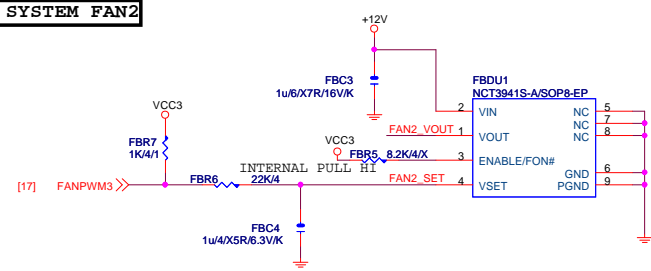 SYSTEM FAN2
+12V
FBC3
1u/6/X7R/16V/K
FBDU1
NCT3941S-A/SOP8-EP
2 VIN
NC 5
NC 7
NC 8
FAN2_VOUT 1 VOUT
VCC3
VCC3
FBR7
1K/4/1
FBR5 8.2K/4/X
3 ENABLE/FON#
INTERNAL PULL HI
GND 6
PGND 9
[17] FANPWM3
FBR6 22K/4
FAN2_SET 4 VSET
FBC4
1u/4/X5R/6.3V/K